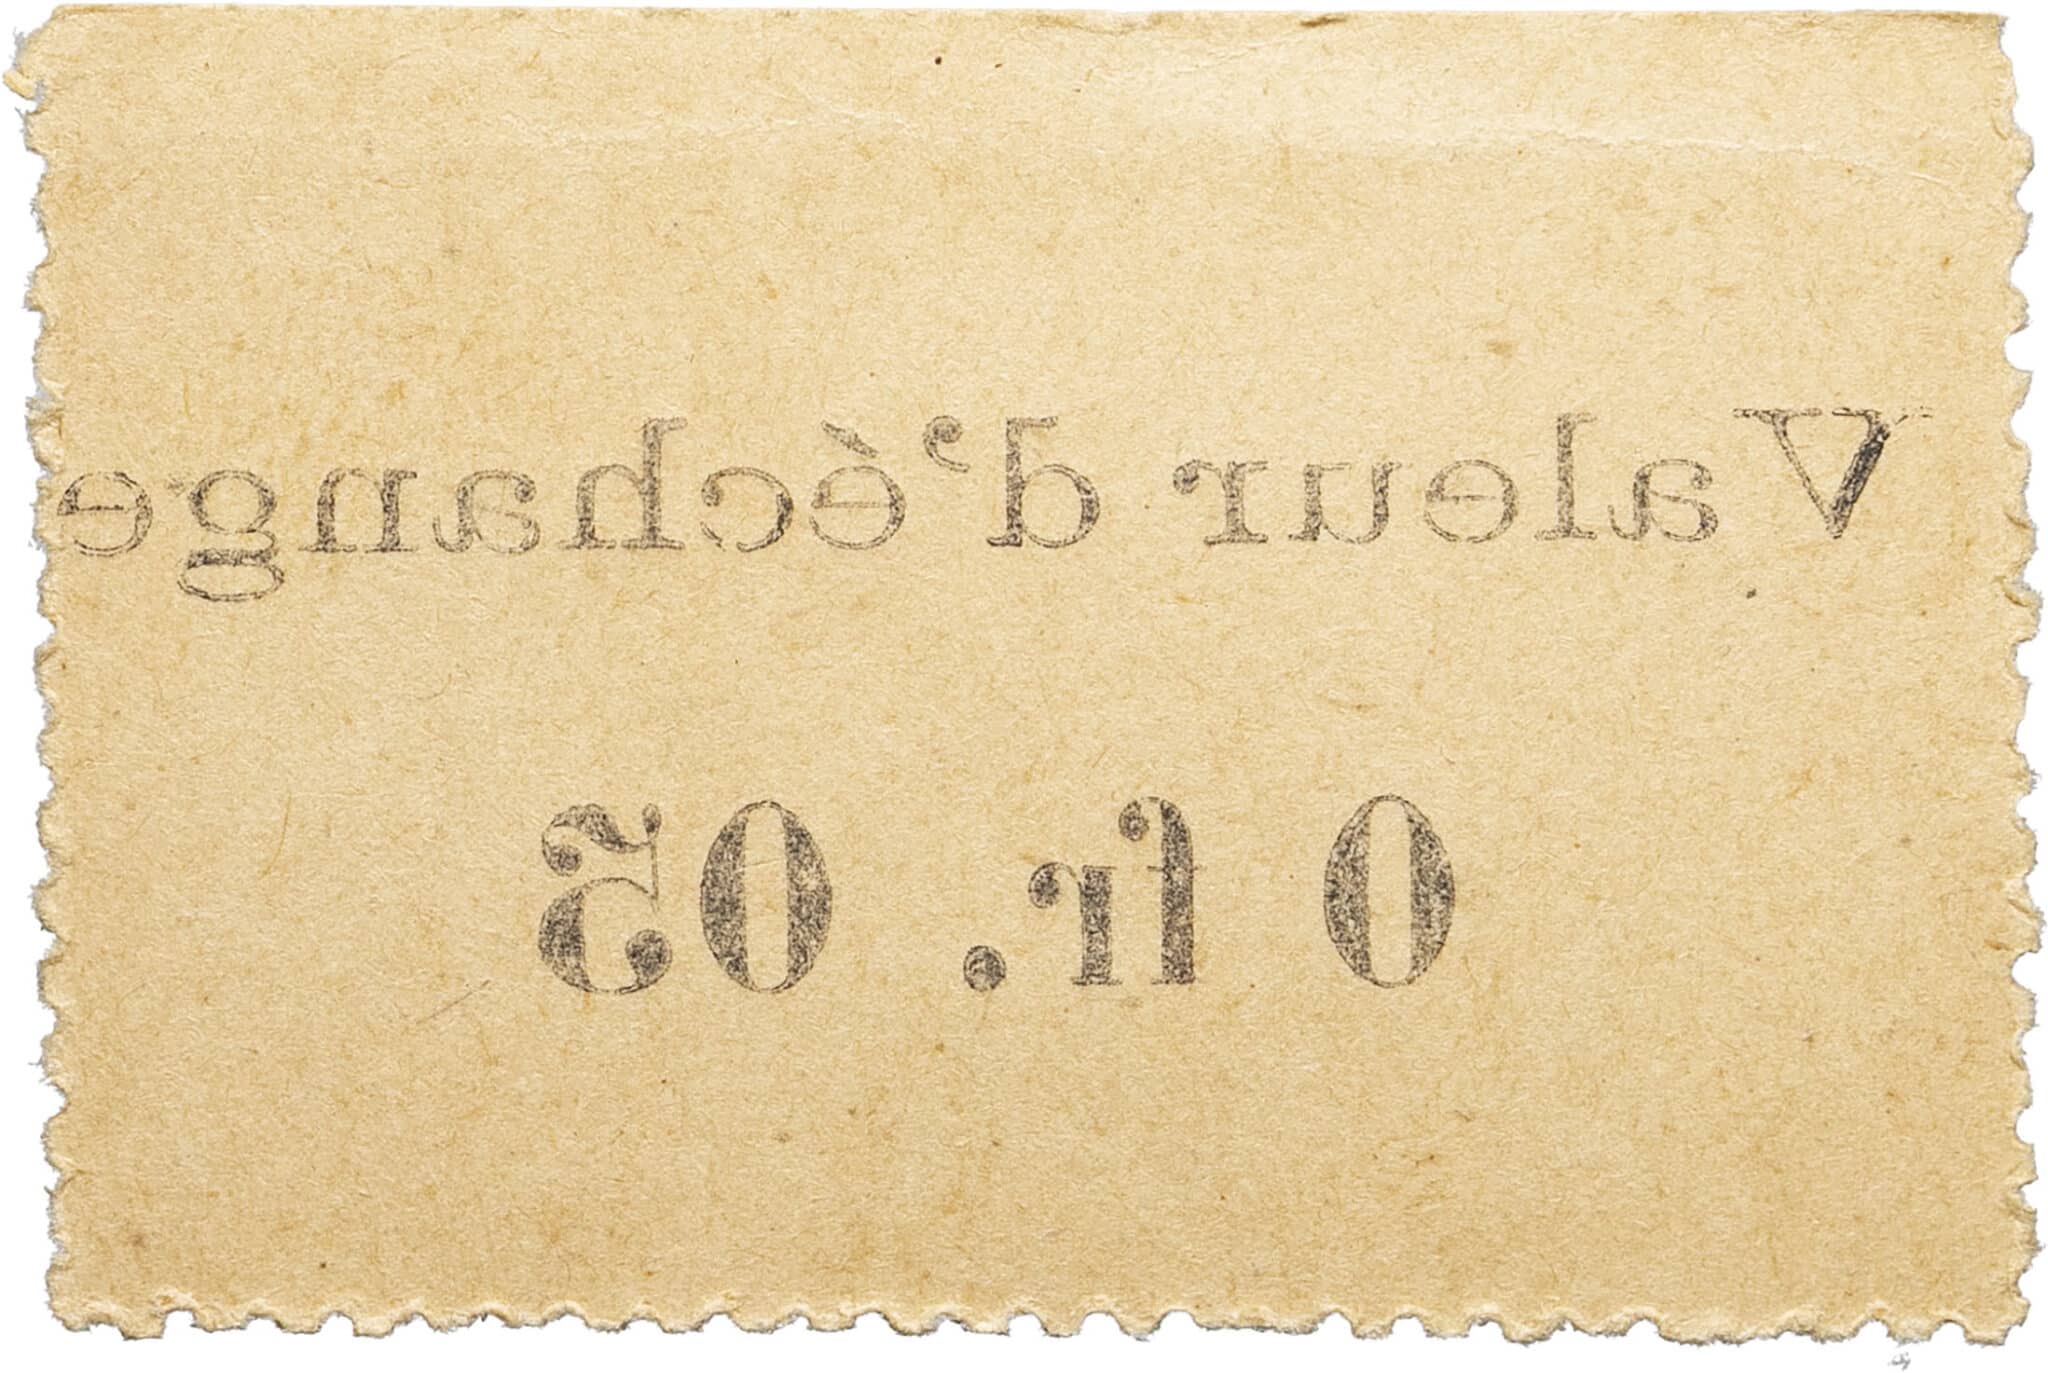 Valeur d'échange
0 fr. 05